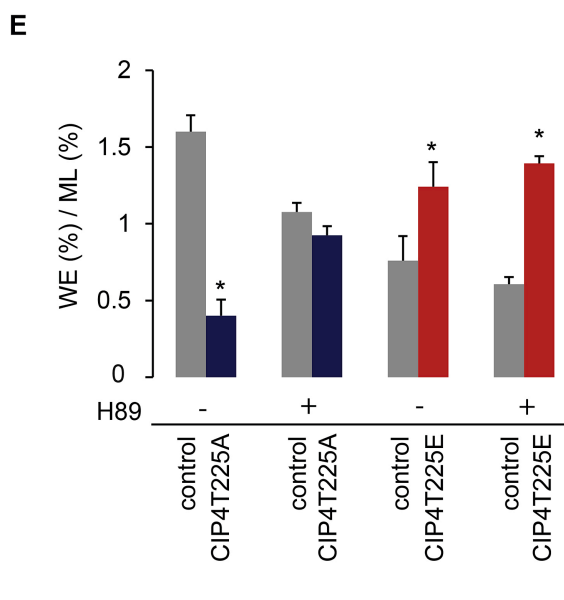 E
WE (%) / ML (%)
2
1.5
1
0.5
0
*
*
*
H89 - + - +
control
CIP4T225A
control
CIP4T225A
control
CIP4T225E
control
CIP4T225E